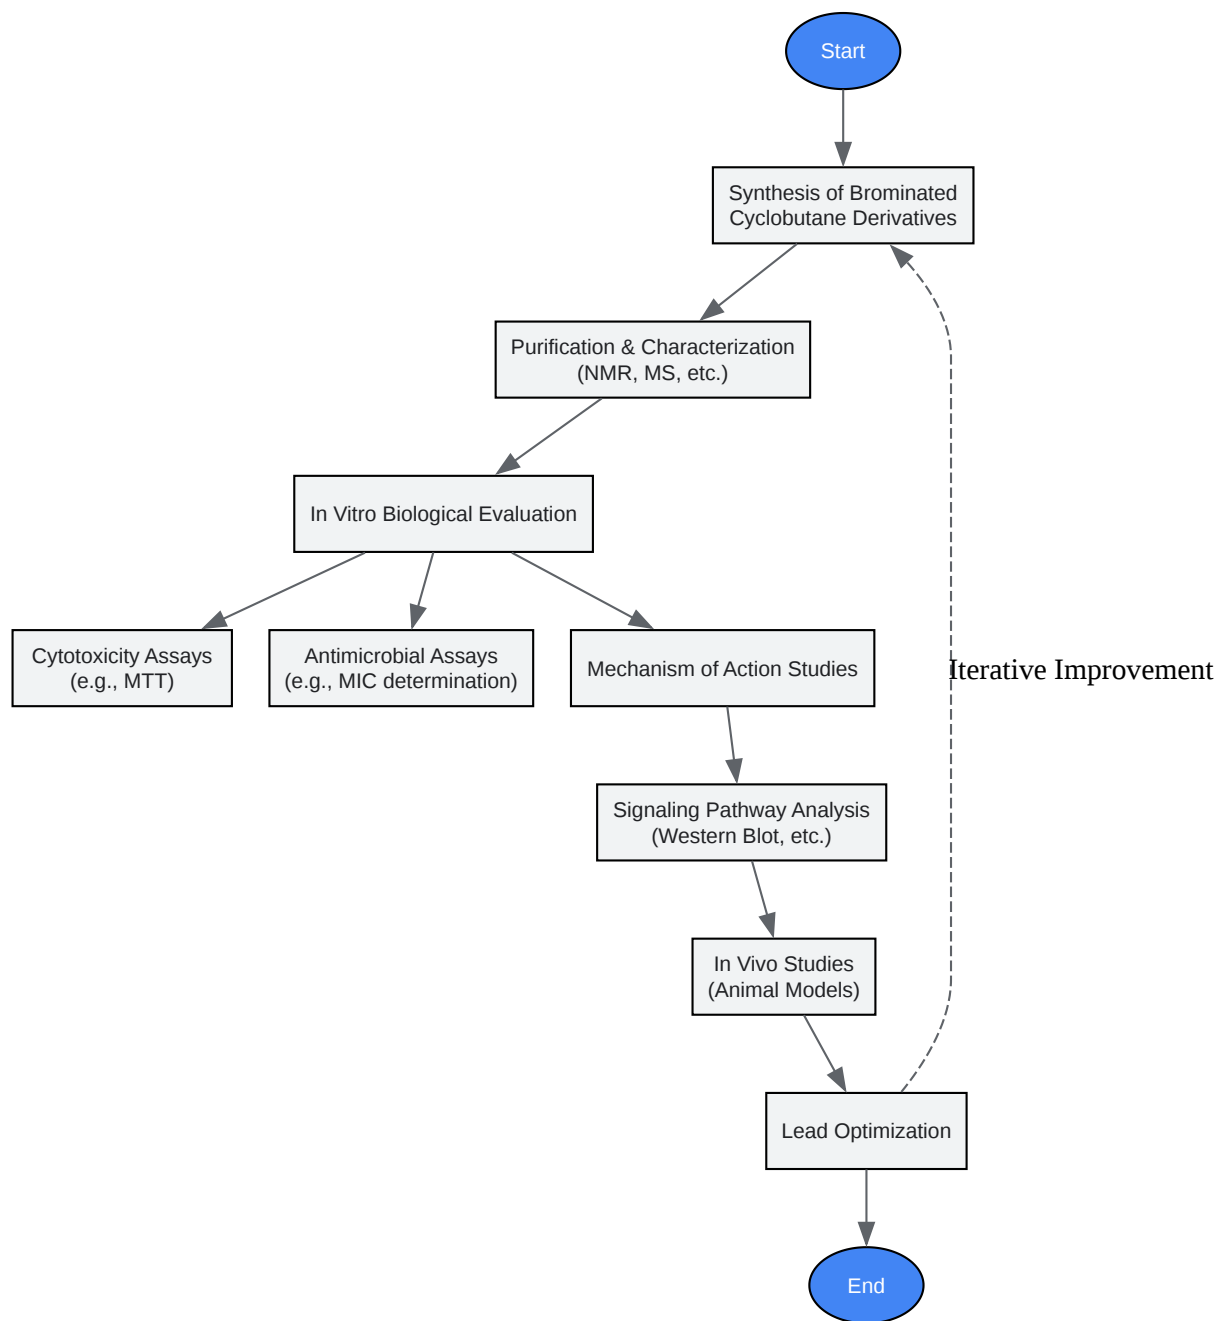 Start
Synthesis of Brominated
Cyclobutane Derivatives
Purification & Characterization
(NMR, MS, etc.)
In Vitro Biological Evaluation
Cytotoxicity Assays
(e.g., MTT)
Antimicrobial Assays
(e.g., MIC determination)
Mechanism of Action Studies
Iterative Improvement
Signaling Pathway Analysis
(Western Blot, etc.)
In Vivo Studies
(Animal Models)
Lead Optimization
End